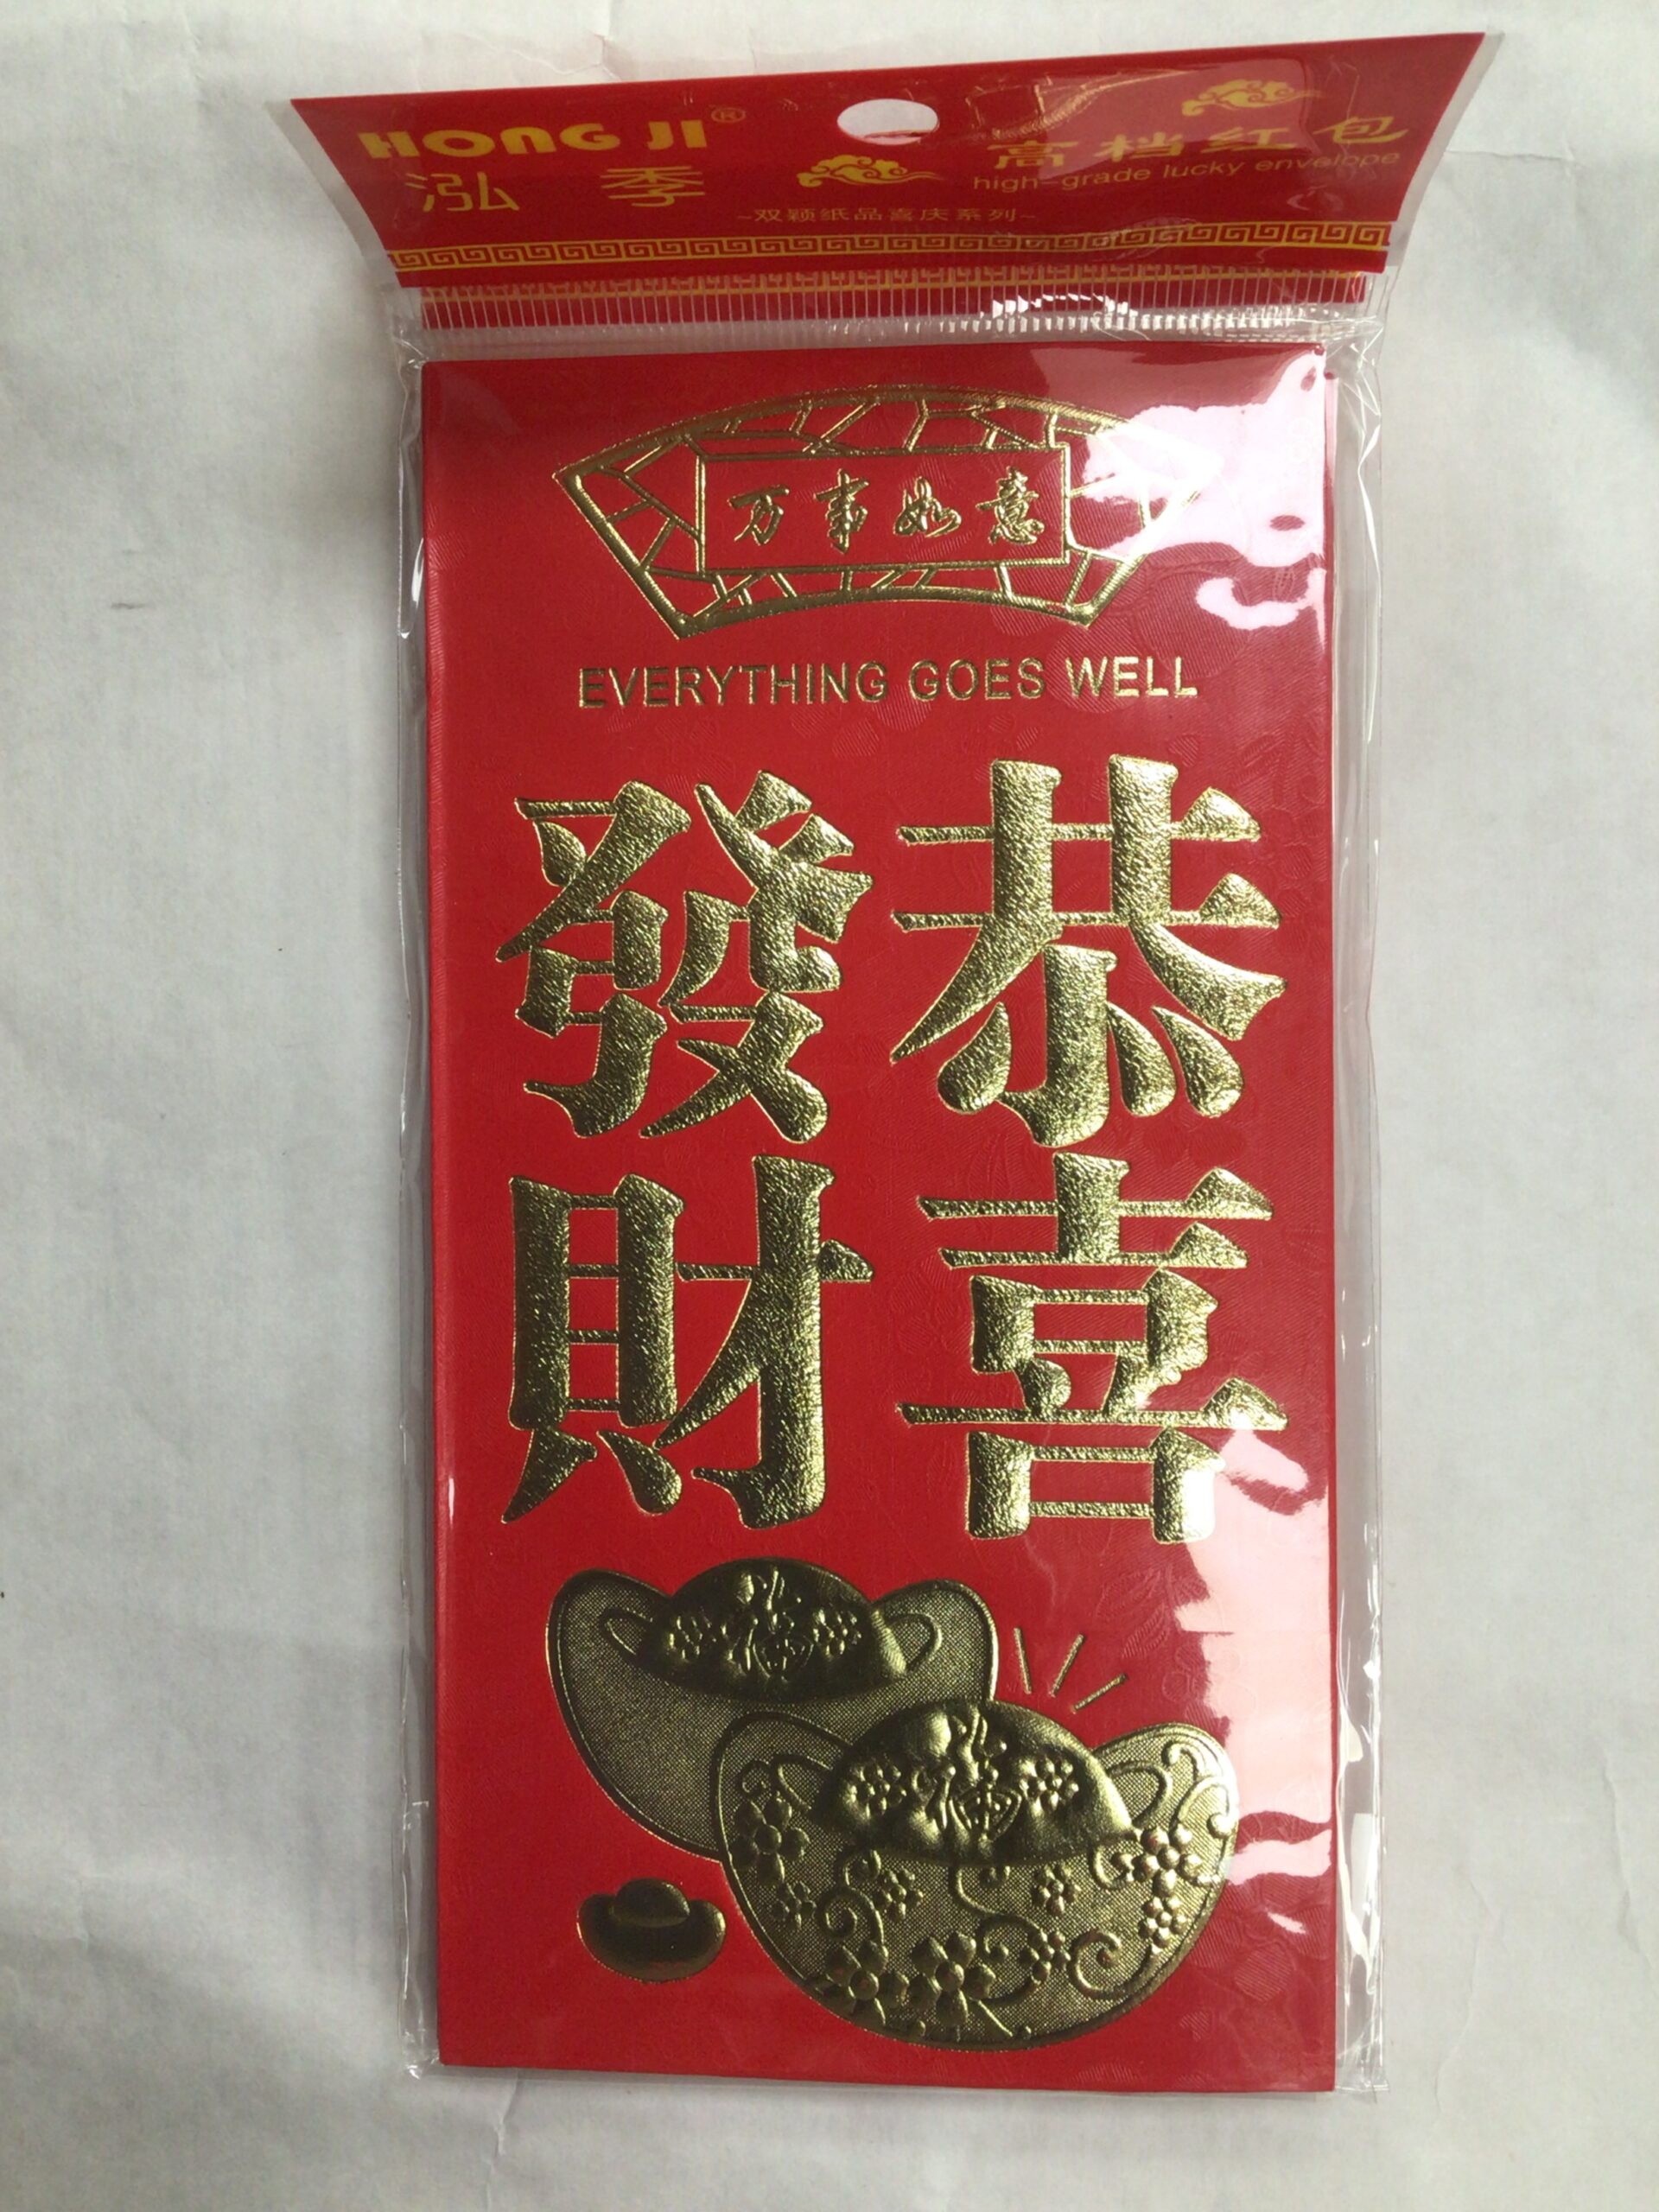 HONG JI®
泓季
高档红包
high-grade lucky envelope
~双颖纸品喜庆系列~
万事如意
EVERYTHING GOES WELL
恭喜
發財